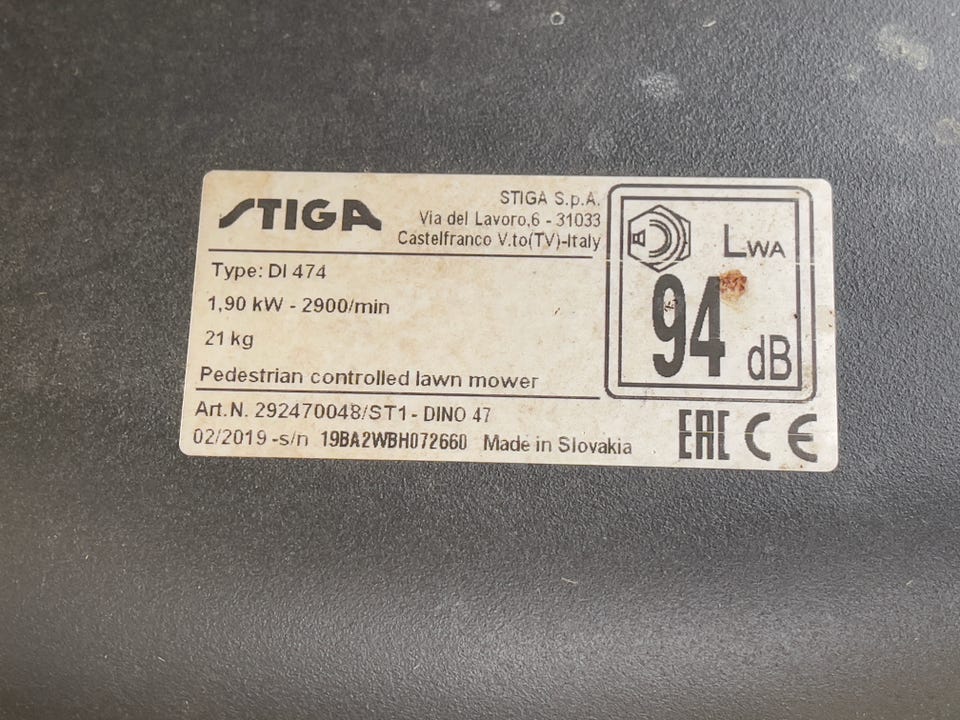 STIGA
STIGA S.p.A.
Via del Lavoro,6 - 31033
Castelfranco V.to(TV)-Italy
Type: DI 474
1,90 kW - 2900/min
21 kg
Pedestrian controlled lawn mower
LWA
94 dB
Art.N. 292470048/ST1 - DINO 47
02/2019 -s/n 19BA2WBH072660 Made in Slovakia
EAC CE